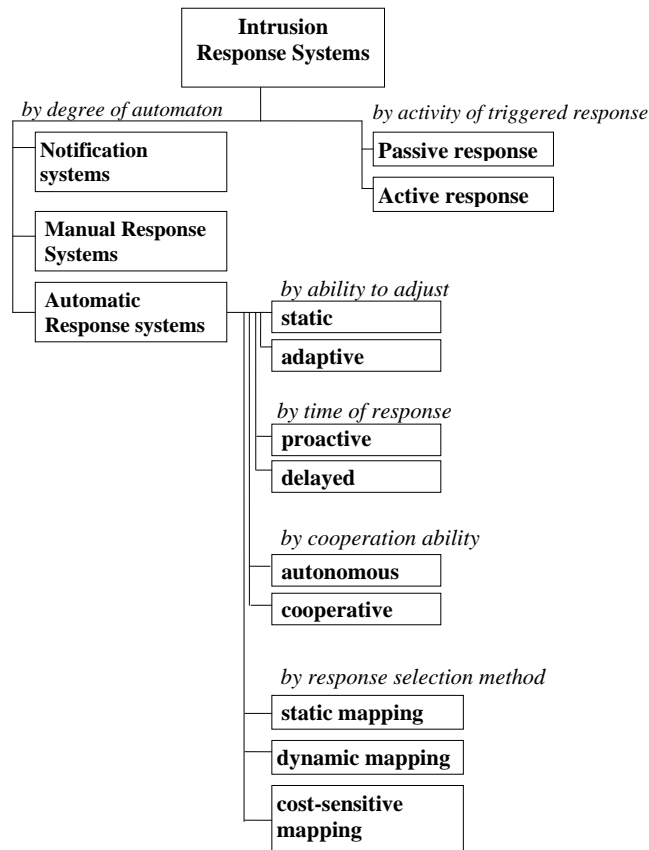 Intrusion
Response Systems
by degree of automaton
by activity of triggered response
Notification
systems
Passive response
Active response
Manual Response
Systems
Automatic
Response systems
by ability to adjust
static
adaptive
by time of response
proactive
delayed
by cooperation ability
autonomous
cooperative
by response selection method
static mapping
dynamic mapping
cost-sensitive
mapping